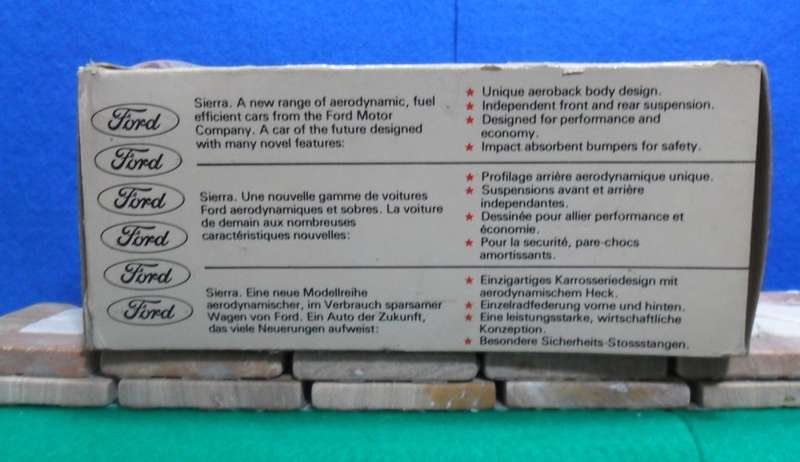 Ford
Ford
Ford
Ford
Ford
Ford
Sierra. A new range of aerodynamic, fuel
efficient cars from the Ford Motor
Company. A car of the future designed
with many novel features:
★ Unique aeroback body design.
★ Independent front and rear suspension.
★ Designed for performance and
economy.
★ Impact absorbent bumpers for safety.
Sierra. Une nouvelle gamme de voitures
Ford aerodynamiques et sobres. La voiture
de demain aux nombreuses
caractéristiques nouvelles:
★ Profilage arrière aerodynamique unique.
★ Suspensions avant et arrière
independantes.
★ Dessinée pour allier performance et
économie.
★ Pour la securité, pare-chocs
amortissants.
Sierra. Eine neue Modellreihe
aerodynamischer, im Verbrauch sparsamer
Wagen von Ford. Ein Auto der Zukunft,
das viele Neuerungen aufweist:
★ Einzigartiges Karrosseriedesign mit
aerodynamischem Heck.
★ Einzelradfederung vorne und hinten.
★ Eine leistungsstarke, wirtschaftliche
Konzeption.
★ Besondere Sicherheits-Stossstangen.